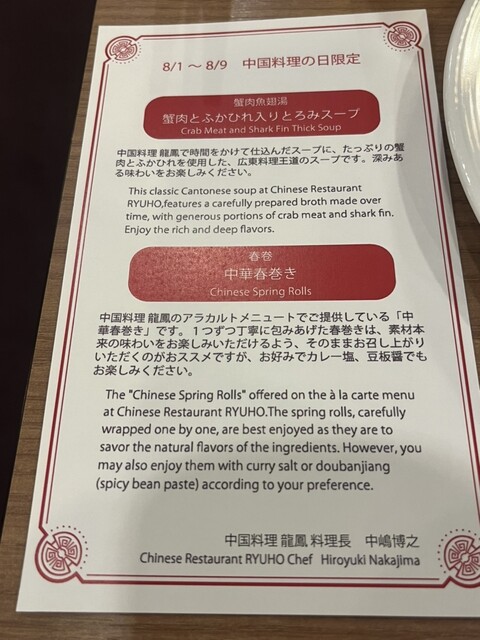 8/1 ～ 8/9 中国料理の日限定
蟹肉魚翅湯
蟹肉とふかひれ入りとろみスープ
Crab Meat and Shark Fin Thick Soup
中国料理 龍鳳で時間をかけて仕込んだスープに、たっぷりの蟹
肉とふかひれを使用した、広東料理王道のスープです。深みあ
る味わいをお楽しみください。
This classic Cantonese soup at Chinese Restaurant
RYUHO,features a carefully prepared broth made over
time, with generous portions of crab meat and shark fin.
Enjoy the rich and deep flavors.
春巻
中華春巻き
Chinese Spring Rolls
中国料理 龍鳳のアラカルトメニュートでご提供している「中
華春巻き」です。１つずつ丁寧に包みあげた春巻きは、素材本
来の味わいをお楽しみいただけるよう、そのままお召し上がり
いただくのがおススメですが、お好みでカレー塩、豆板醤でも
お楽しみください。
The "Chinese Spring Rolls" offered on the à la carte menu
at Chinese Restaurant RYUHO.The spring rolls, carefully
wrapped one by one, are best enjoyed as they are to
savor the natural flavors of the ingredients. However, you
may also enjoy them with curry salt or doubanjiang
(spicy bean paste) according to your preference.
中国料理 龍鳳 料理長 中嶋博之
Chinese Restaurant RYUHO Chef Hiroyuki Nakajima